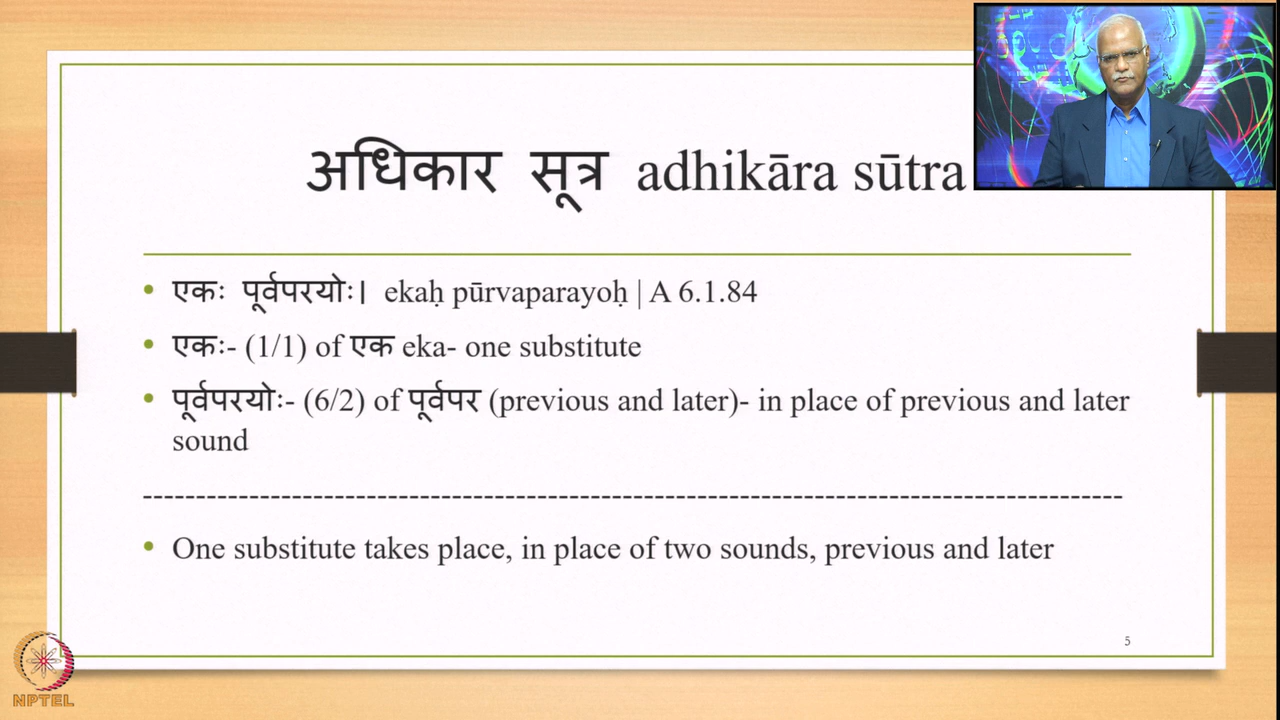 अधिकार सूत्र adhikāra sūtra
एकः पूर्वपरयोः। ekaḥ pūrvaparayoḥ | A 6.1.84
एकः- (1/1) of एक eka- one substitute
पूर्वपरयोः- (6/2) of पूर्वपर (previous and later)- in place of previous and later
sound
--------------------------------------------------------------------------------------
One substitute takes place, in place of two sounds, previous and later
5
NPTEL